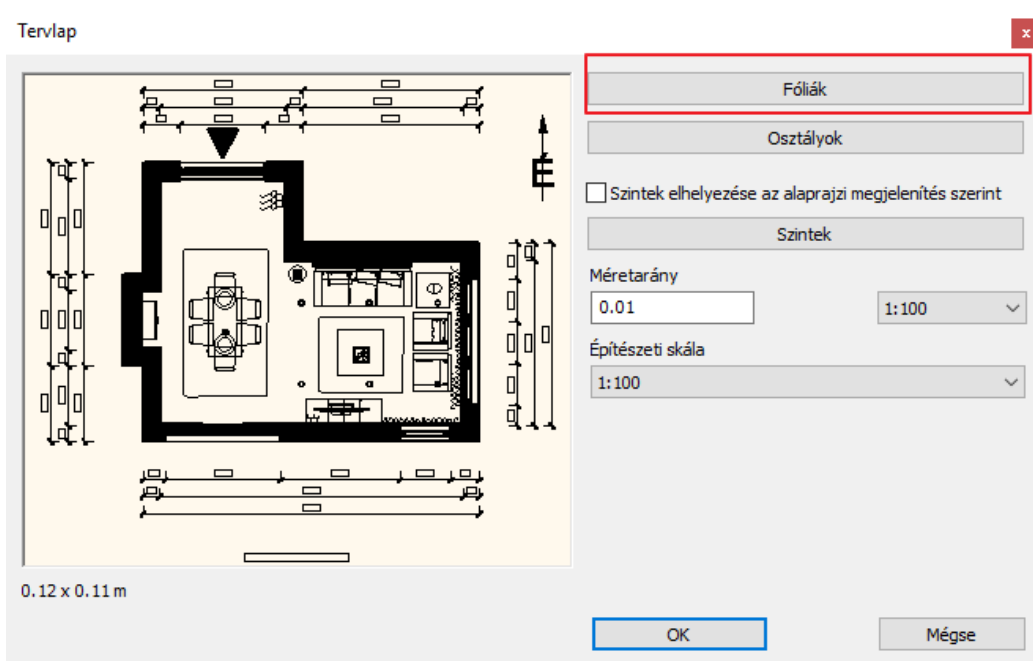 Tervlap
x
Fóliák
Osztályok
Szintek elhelyezése az alaprajzi megjelenítés szerint
Szintek
Méretarány
0.01
1:100
Építészeti skála
1:100
É
0.12 x 0.11 m
OK
Mégse